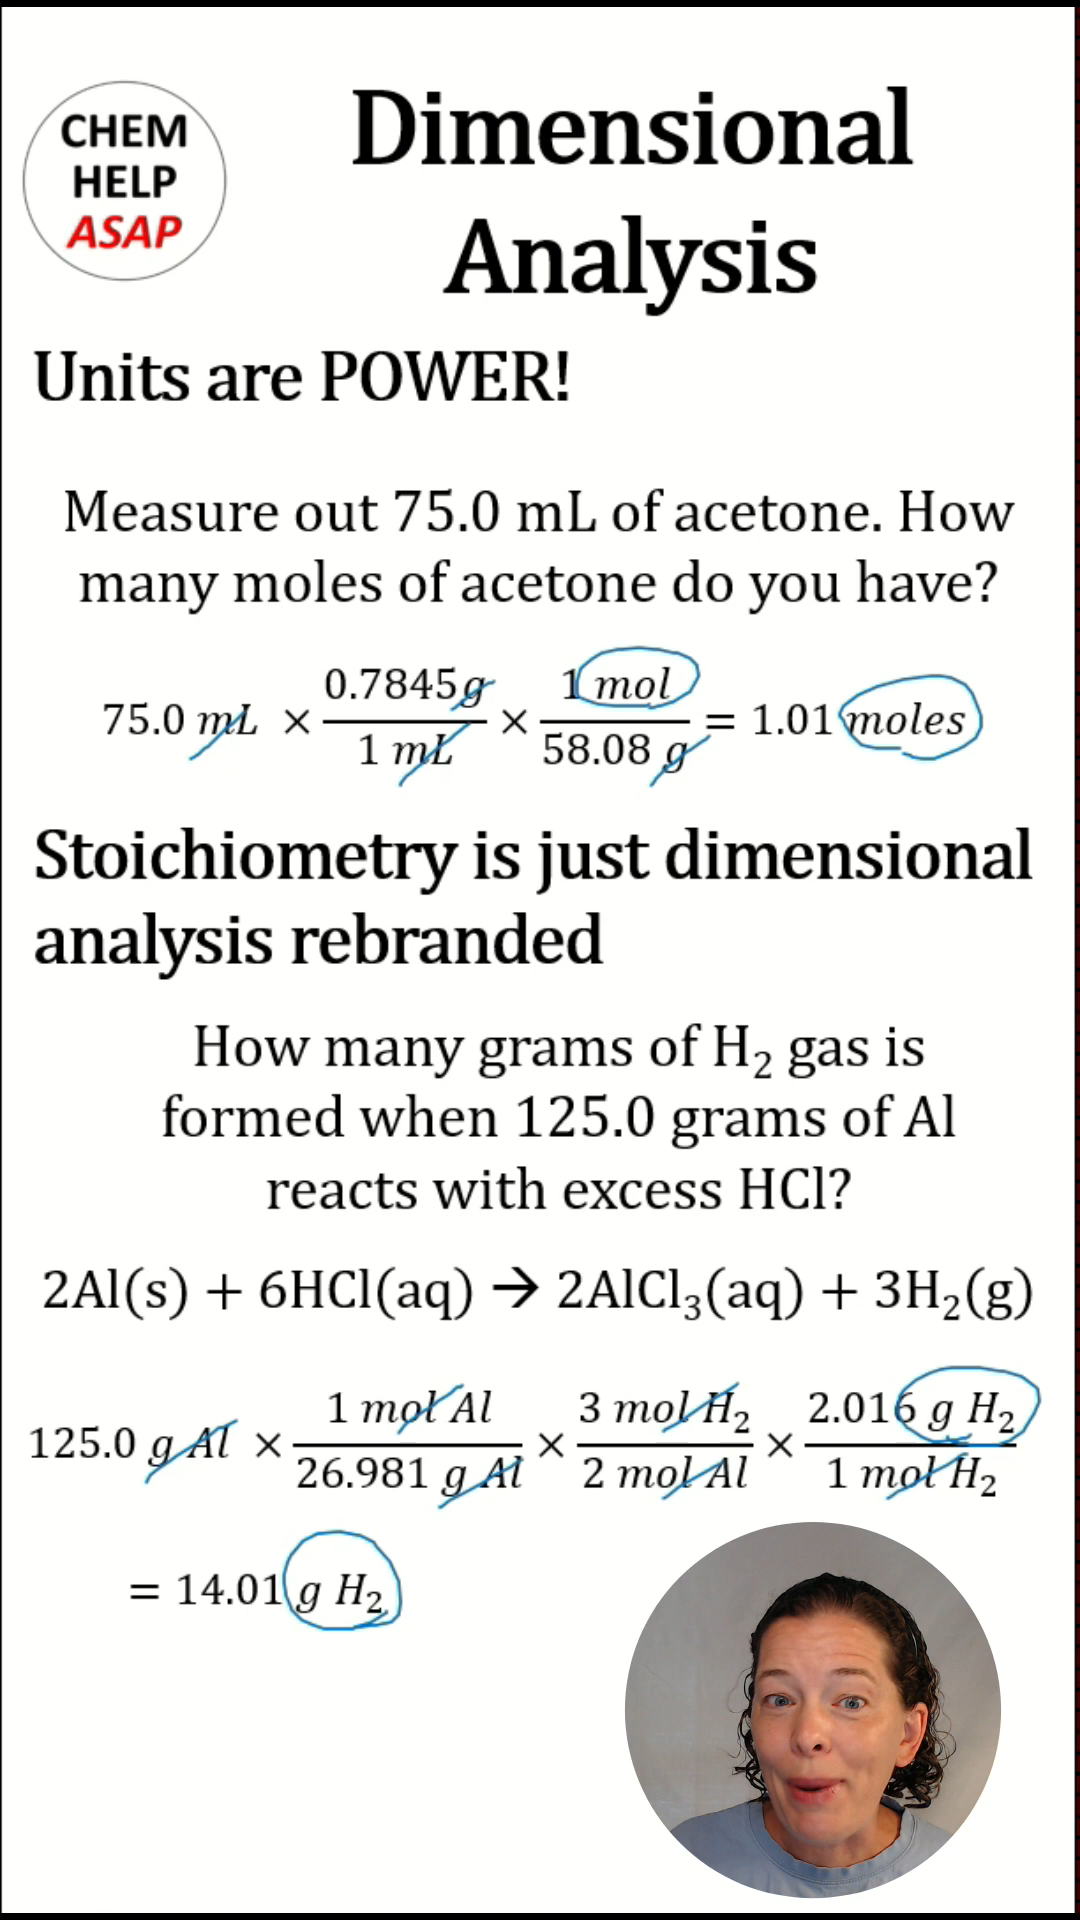 CHEM
HELP
ASAP
Dimensional
Analysis
Units are POWER!
Measure out 75.0 mL of acetone. How
many moles of acetone do you have?
75.0 mL × 0.7845g / 1 mL × 1 mol / 58.08 g = 1.01 moles
Stoichiometry is just dimensional
analysis rebranded
How many grams of H₂ gas is
formed when 125.0 grams of Al
reacts with excess HCl?
2Al(s) + 6HCl(aq) → 2AlCl₃(aq) + 3H₂(g)
125.0 g Al × 1 mol Al / 26.981 g Al × 3 mol H₂ / 2 mol Al × 2.016 g H₂ / 1 mol H₂
= 14.01 g H₂